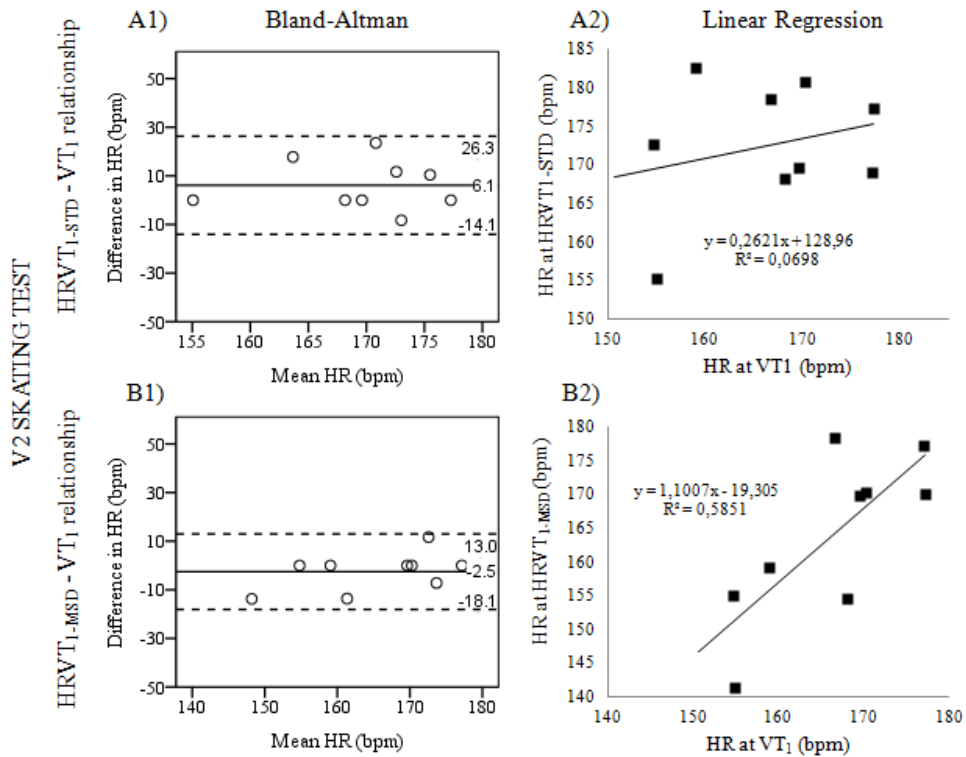 V2 SKATING TEST
A1) Bland-Altman
HRVT1-STD - VT1 relationship
Difference in HR (bpm)
50
30
10
-10
-30
-50
26.3
6.1
-14.1
155 160 165 170 175 180
Mean HR (bpm)
A2) Linear Regression
HR at HRVT1-STD (bpm)
185
180
175
170
165
160
155
150
y = 0,2621x + 128,96
R² = 0,0698
150 160 170 180
HR at VT1 (bpm)
B1)
HRVT1-MSD - VT1 relationship
Difference in HR (bpm)
50
30
10
-10
-30
-50
13.0
-2.5
-18.1
140 150 160 170 180
Mean HR (bpm)
B2)
HR at HRVT1-MSD (bpm)
180
175
170
165
160
155
150
145
140
y = 1,1007x - 19,305
R² = 0,5851
140 150 160 170 180
HR at VT1 (bpm)